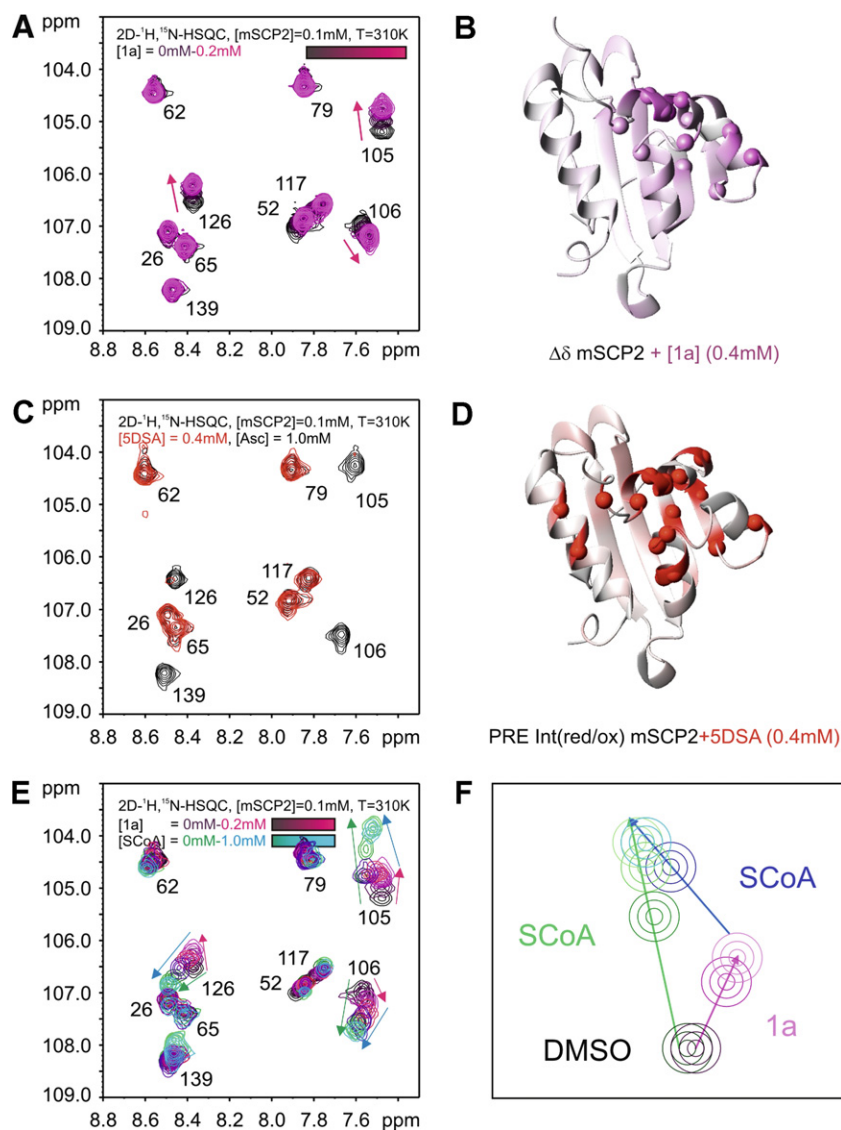 A
ppm
2D-¹H,¹⁵N-HSQC, [mSCP2]=0.1mM, T=310K
[1a] = 0mM-0.2mM
104.0
105.0
106.0
107.0
108.0
109.0
62
79
105
126
117
52
106
26
65
139
8.8 8.6 8.4 8.2 8.0 7.8 7.6 ppm
B
Δδ mSCP2 + [1a] (0.4mM)
C
ppm
2D-¹H,¹⁵N-HSQC, [mSCP2]=0.1mM, T=310K
[5DSA] = 0.4mM, [Asc] = 1.0mM
104.0
105.0
106.0
107.0
108.0
109.0
62
79
105
126
117
52
26
65
106
139
8.8 8.6 8.4 8.2 8.0 7.8 7.6 ppm
D
PRE Int(red/ox) mSCP2+5DSA (0.4mM)
E
ppm
2D-¹H,¹⁵N-HSQC, [mSCP2]=0.1mM, T=310K
[1a] = 0mM-0.2mM
[SCoA] = 0mM-1.0mM
104.0
105.0
106.0
107.0
108.0
109.0
62
79
105
126
117
52
106
26
65
139
8.8 8.6 8.4 8.2 8.0 7.8 7.6 ppm
F
SCoA
SCoA
1a
DMSO